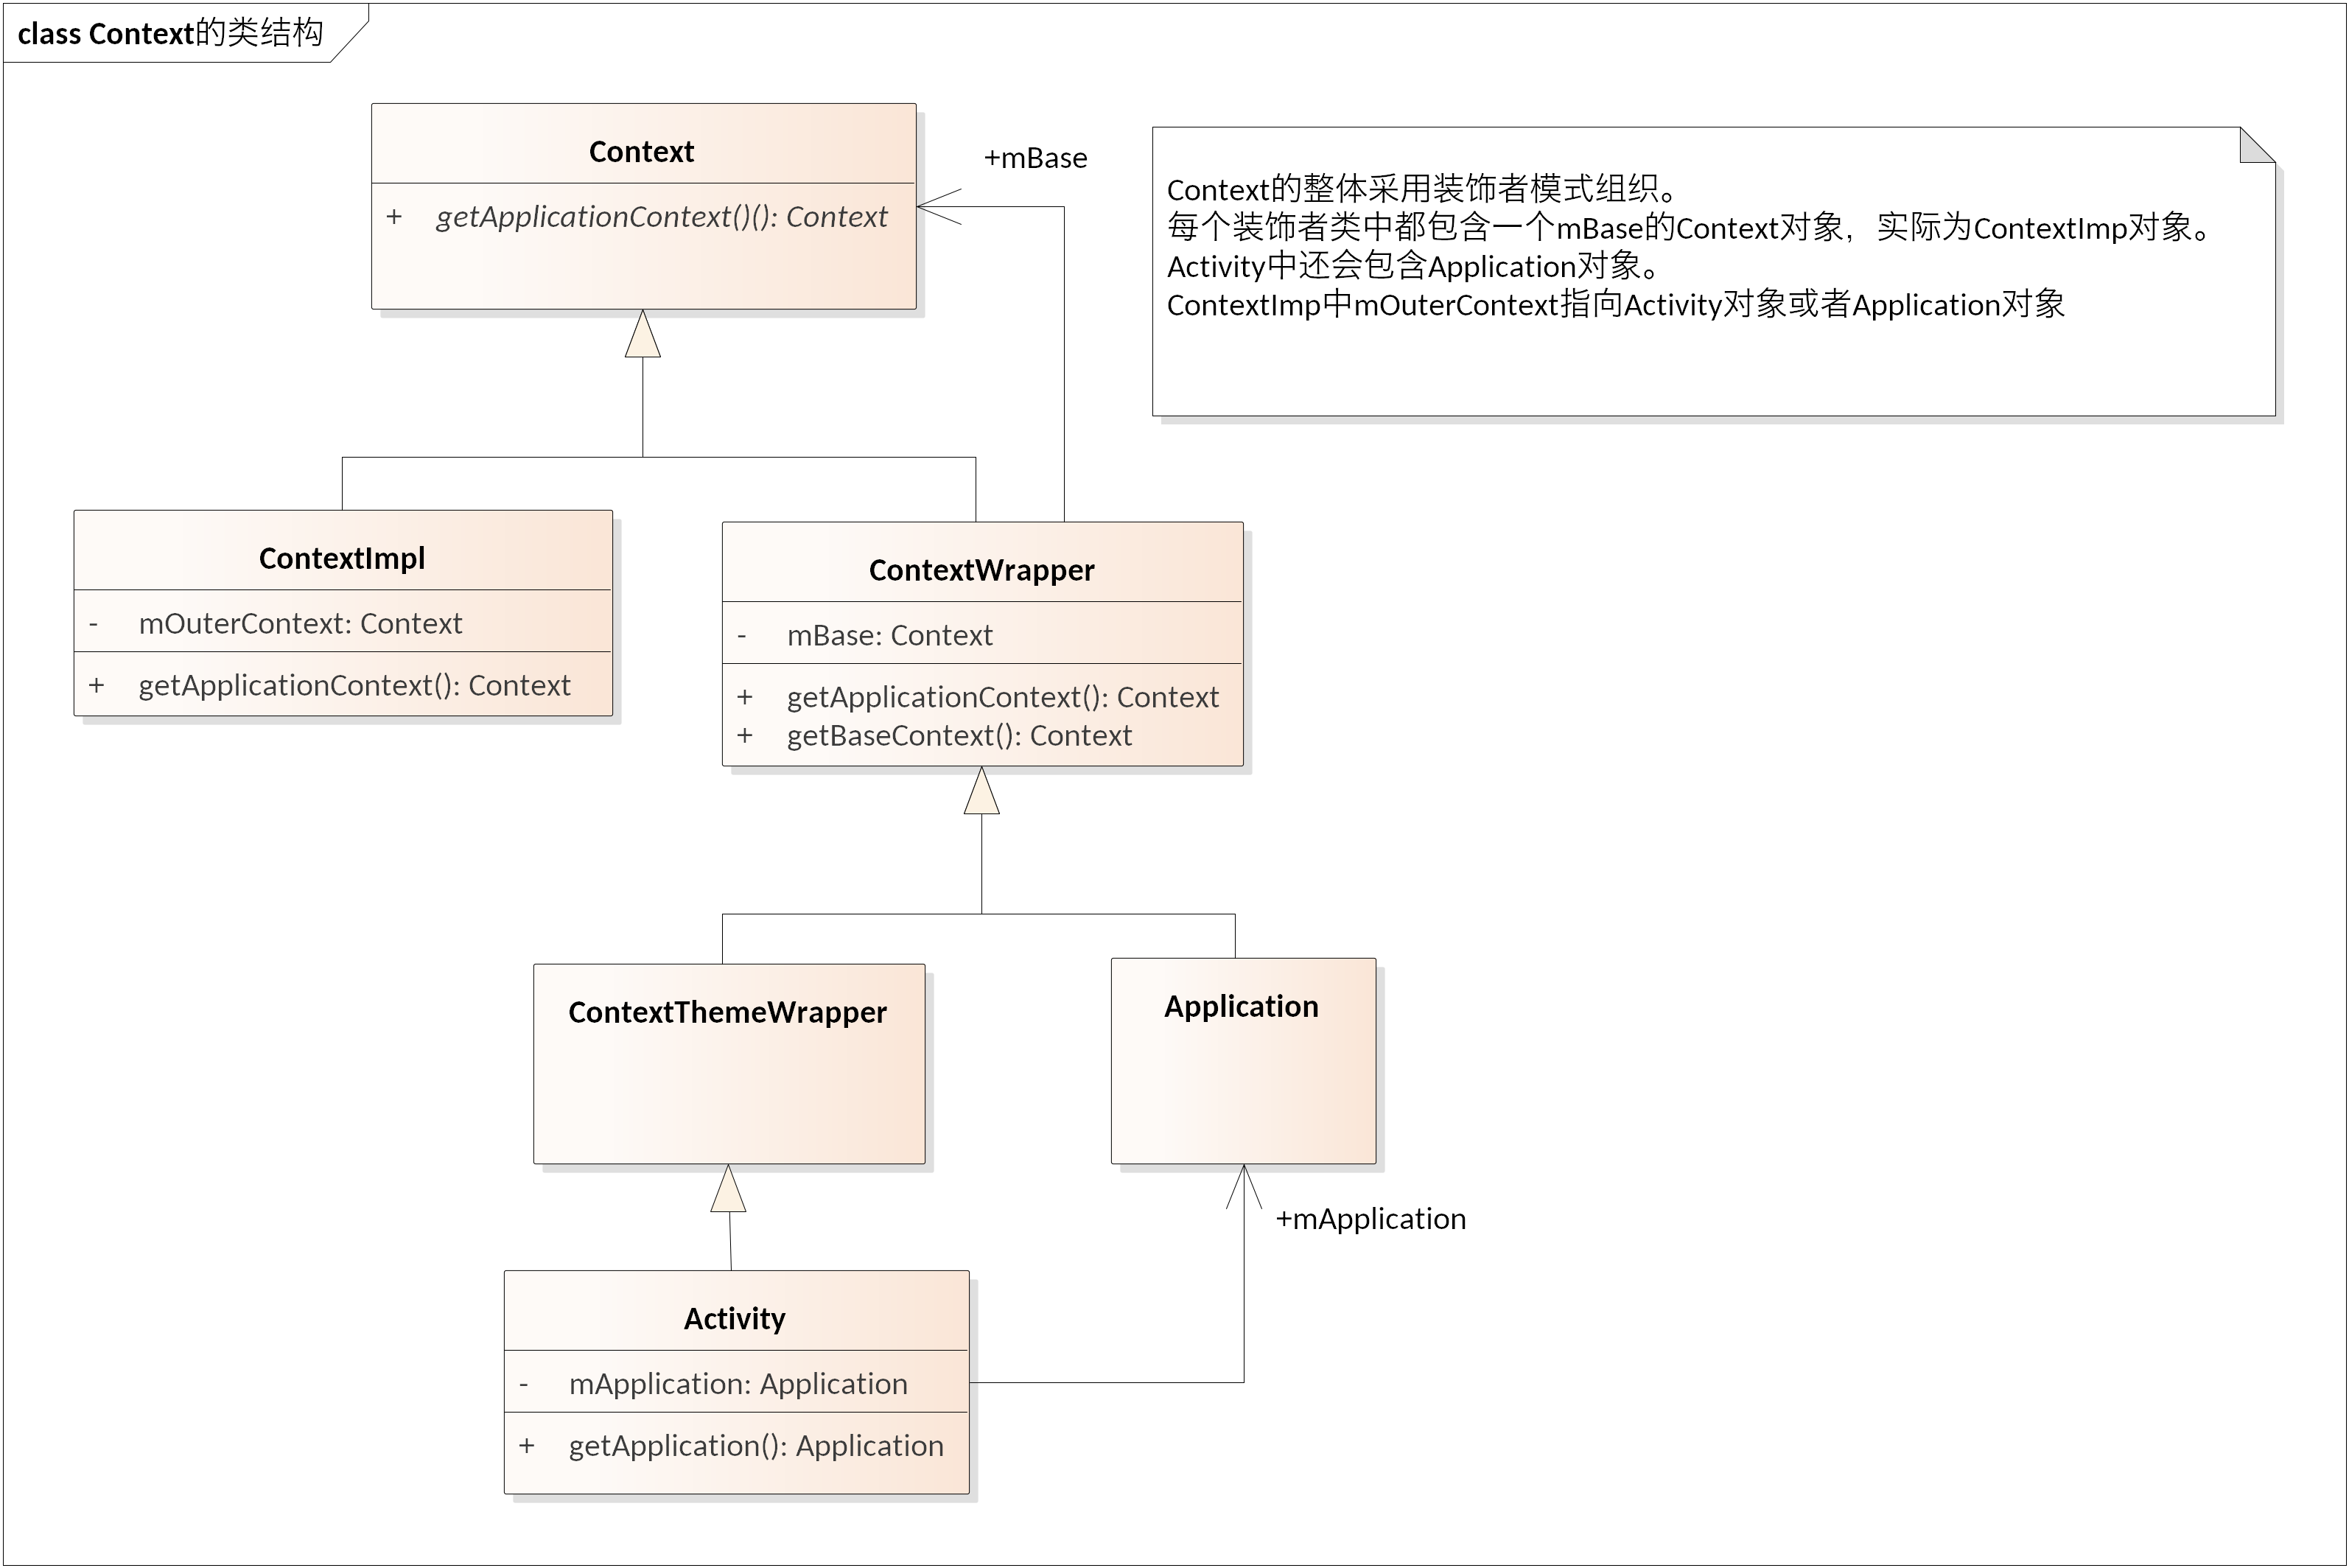 class Context的类结构
Context
+ getApplicationContext()(): Context
+mBase
Context的整体采用装饰者模式组织。
每个装饰者类中都包含一个mBase的Context对象，实际为ContextImp对象。
Activity中还会包含Application对象。
ContextImp中mOuterContext指向Activity对象或者Application对象
ContextImpl
- mOuterContext: Context
+ getApplicationContext(): Context
ContextWrapper
- mBase: Context
+ getApplicationContext(): Context
+ getBaseContext(): Context
ContextThemeWrapper
Application
+mApplication
Activity
- mApplication: Application
+ getApplication(): Application